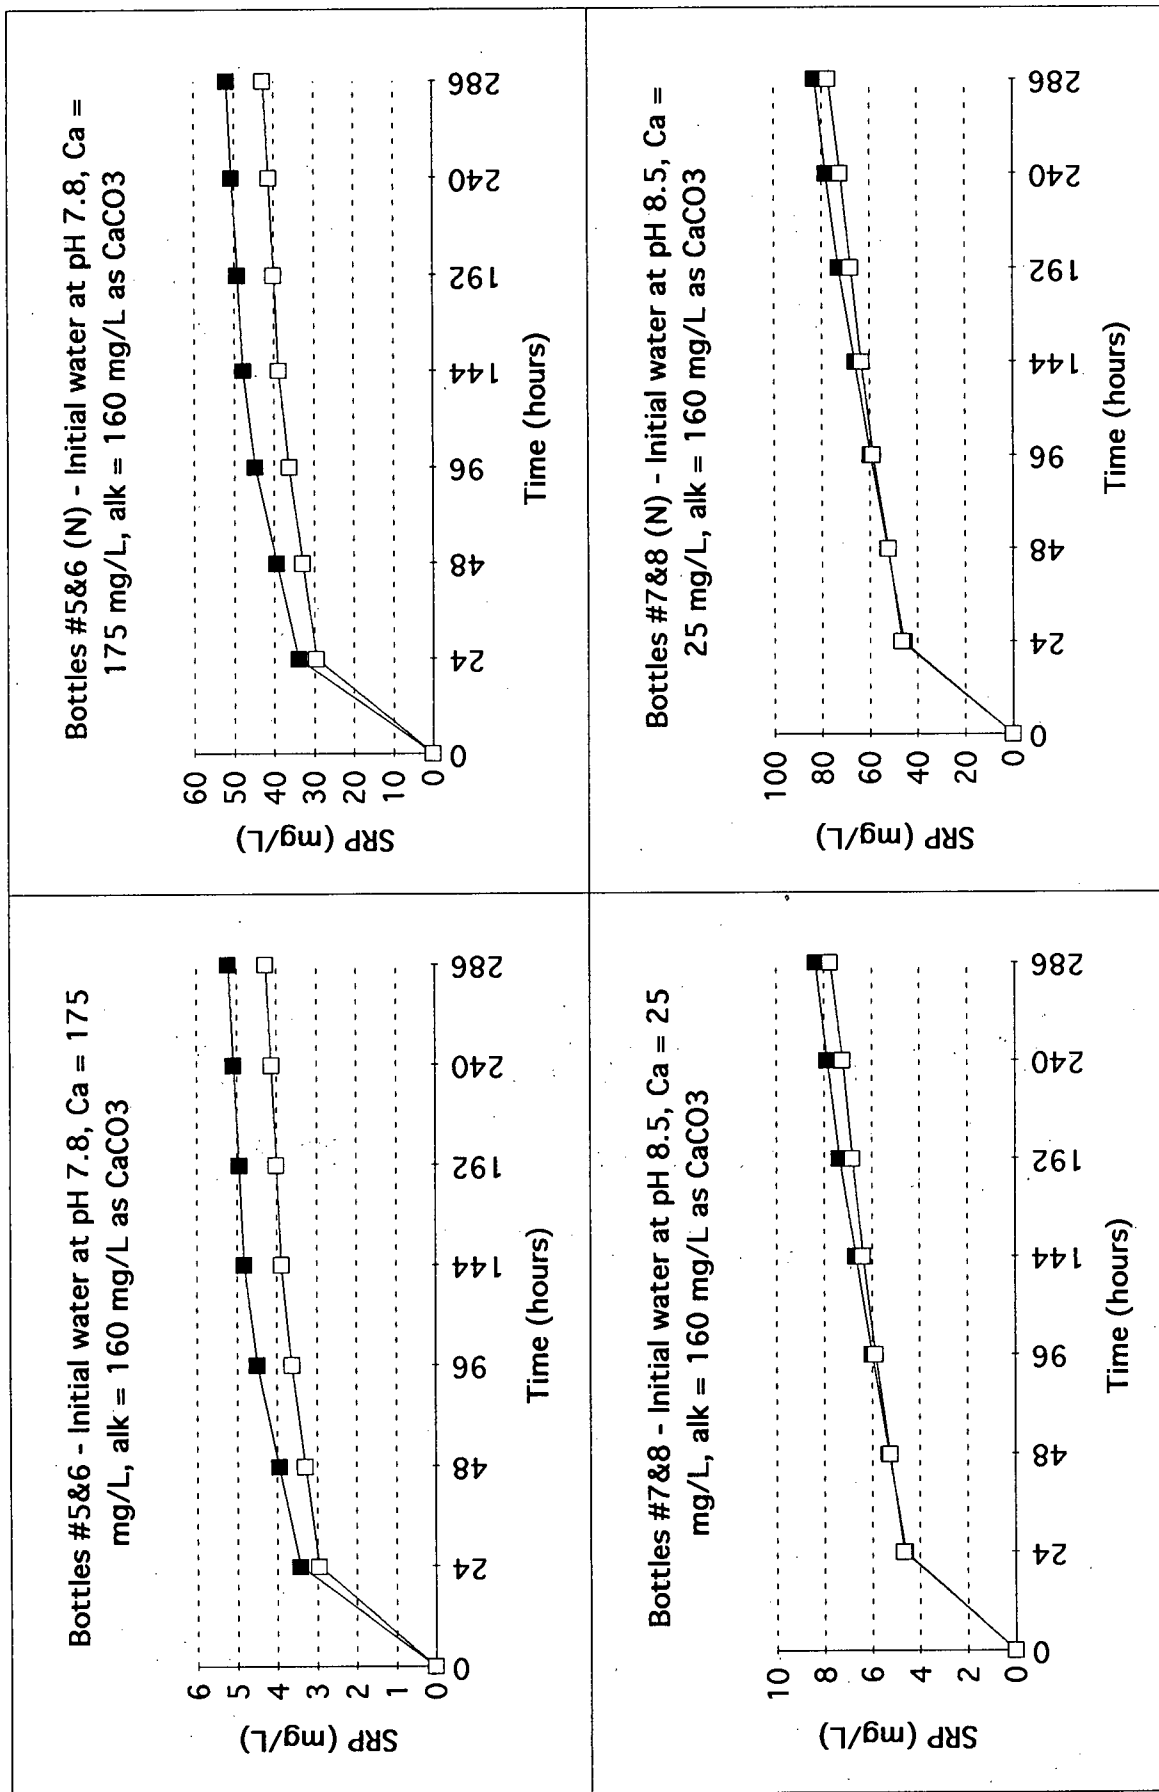 Bottles #5&6 - Initial water at pH 7.8, Ca = 175
mg/L, alk = 160 mg/L as CaCO3
SRP (mg/L)
6
5
4
3
2
1
0
0 24 48 96 144 192 240 286
Time (hours)
Bottles #5&6 (N) - Initial water at pH 7.8, Ca =
175 mg/L, alk = 160 mg/L as CaCO3
SRP (mg/L)
60
50
40
30
20
10
0
0 24 48 96 144 192 240 286
Time (hours)
Bottles #7&8 - Initial water at pH 8.5, Ca = 25
mg/L, alk = 160 mg/L as CaCO3
SRP (mg/L)
10
8
6
4
2
0
0 24 48 96 144 192 240 286
Time (hours)
Bottles #7&8 (N) - Initial water at pH 8.5, Ca =
25 mg/L, alk = 160 mg/L as CaCO3
SRP (mg/L)
100
80
60
40
20
0
0 24 48 96 144 192 240 286
Time (hours)